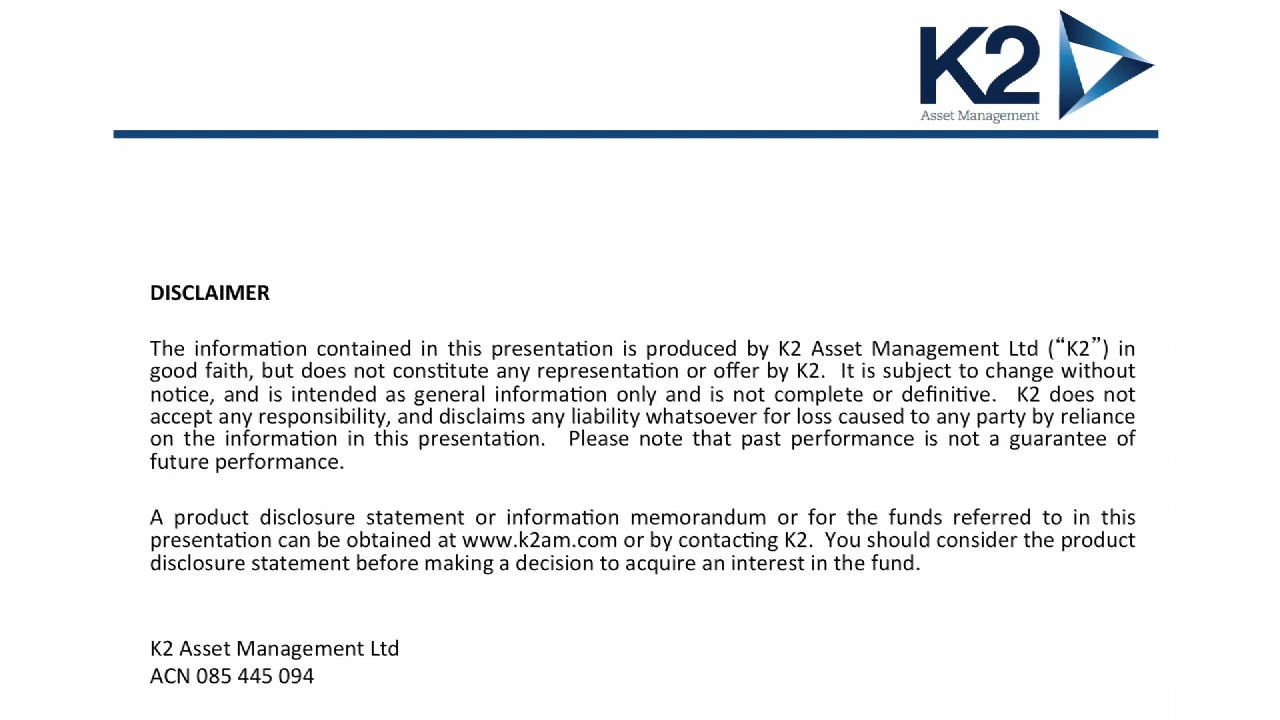 K2
Asset Management
DISCLAIMER
The information contained in this presentation is produced by K2 Asset Management Ltd (“K2”) in
good faith, but does not constitute any representation or offer by K2.  It is subject to change without
notice, and is intended as general information only and is not complete or definitive.  K2 does not
accept any responsibility, and disclaims any liability whatsoever for loss caused to any party by reliance
on the information in this presentation.  Please note that past performance is not a guarantee of
future performance.
A product disclosure statement or information memorandum or for the funds referred to in this
presentation can be obtained at www.k2am.com or by contacting K2.  You should consider the product
disclosure statement before making a decision to acquire an interest in the fund.
K2 Asset Management Ltd
ACN 085 445 094